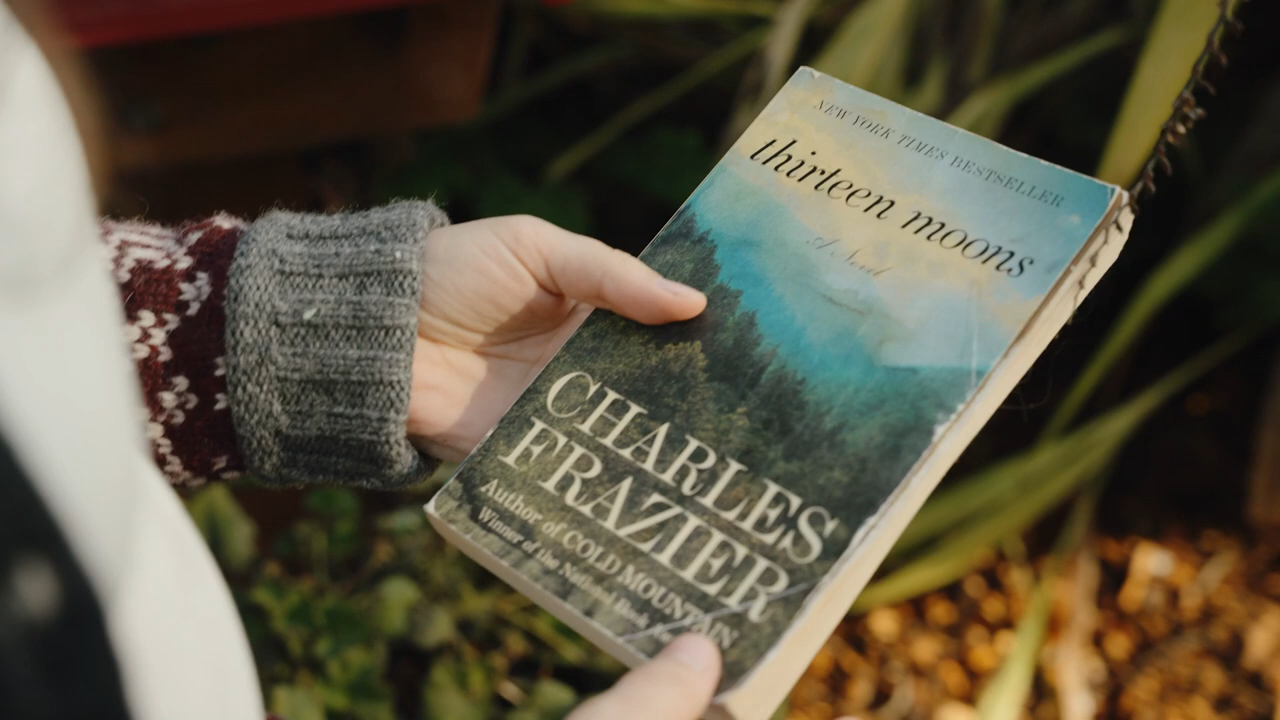 NEW YORK TIMES BESTSELLER
thirteen moons
A Novel
CHARLES
FRAZIER
Author of COLD MOUNTAIN
Winner of the National Book